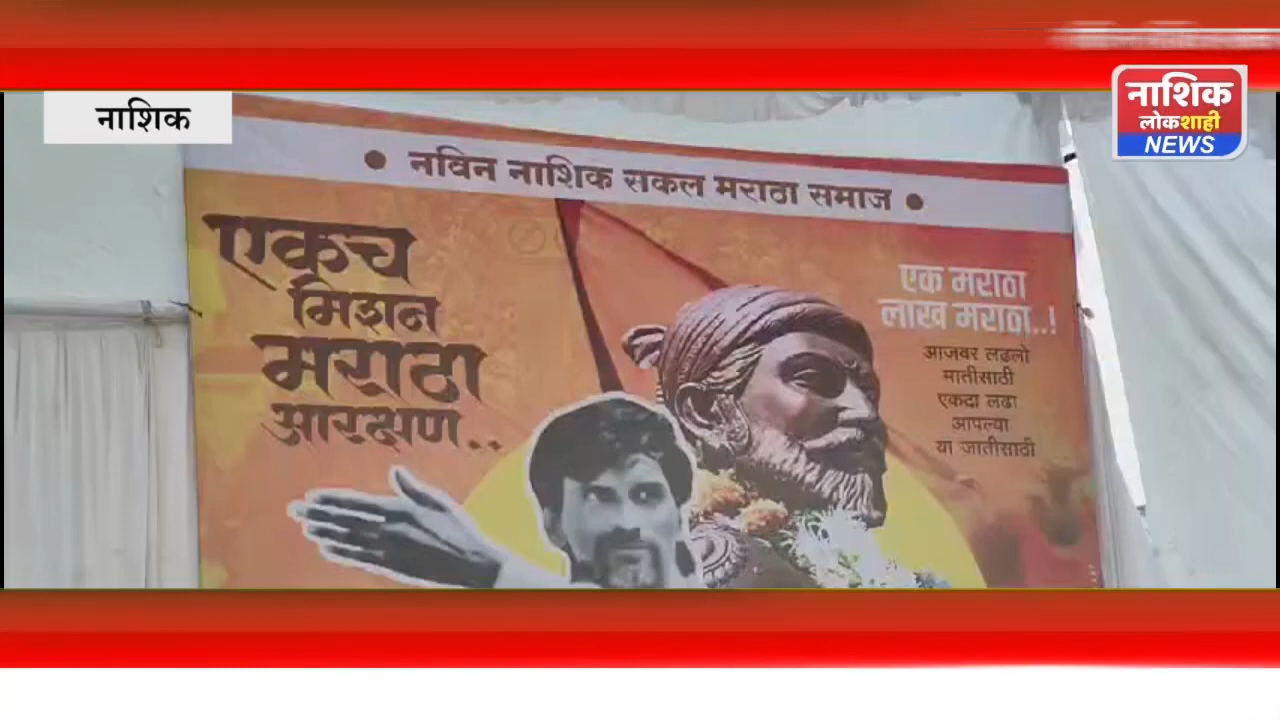 नाशिक
नाशिक
लोकशाही
NEWS
● नविन नाशिक सकल मराठा समाज ●
एकच
मिशन
मराठा
आरक्षण..
एक मराठा
लाख मराठा..!
आजवर लढलो
मातीसाठी
एकदा लढा
आपल्या
या जातीसाठी